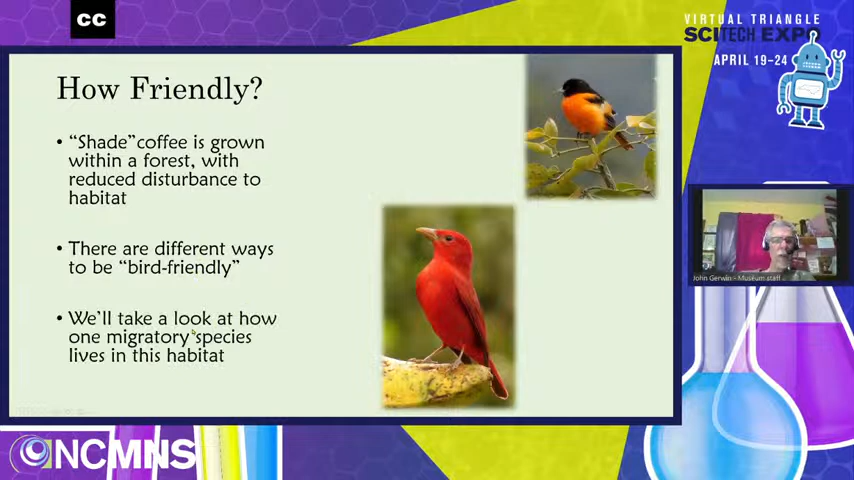 CC
VIRTUAL TRIANGLE
SCITECH EXPO
APRIL 19-24
How Friendly?
• "Shade"coffee is grown
within a forest, with
reduced disturbance to
habitat
• There are different ways
to be "bird-friendly"
• We'll take a look at how
one migratory species
lives in this habitat
John Gerwin - Museum staff...
NCMNS